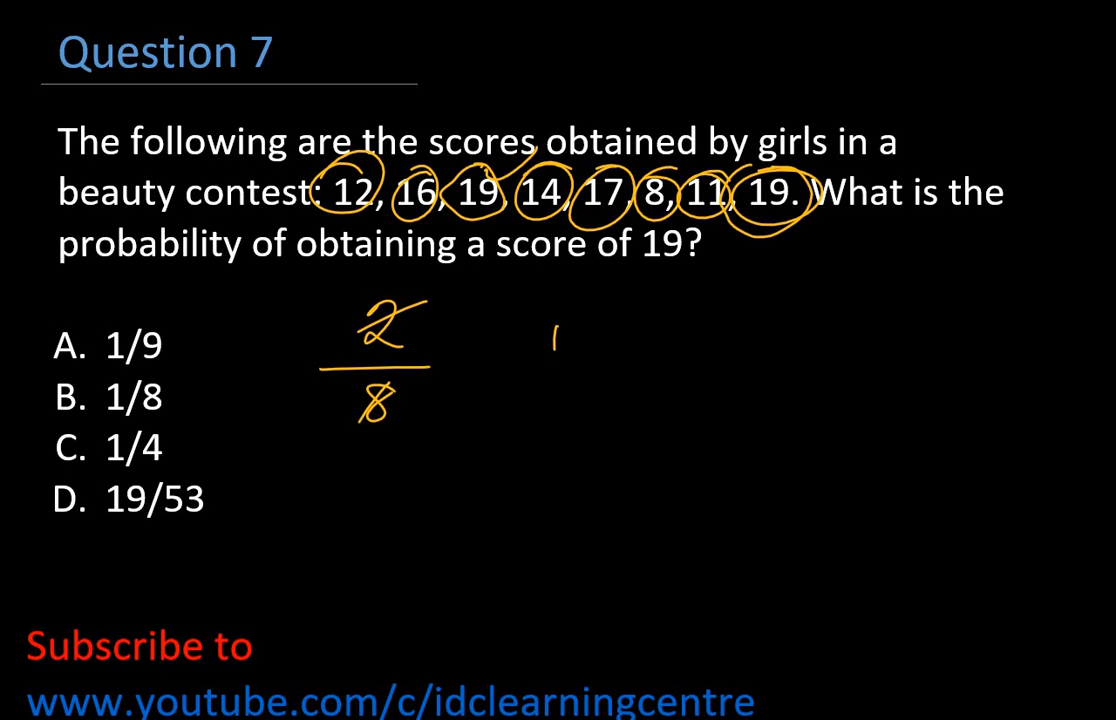 Question 7
The following are the scores obtained by girls in a
beauty contest: 12, 16, 19, 14, 17, 8, 11, 19. What is the
probability of obtaining a score of 19?
A. 1/9
B. 1/8
C. 1/4
D. 19/53
2
8
1
Subscribe to
www.youtube.com/c/idclearningcentre